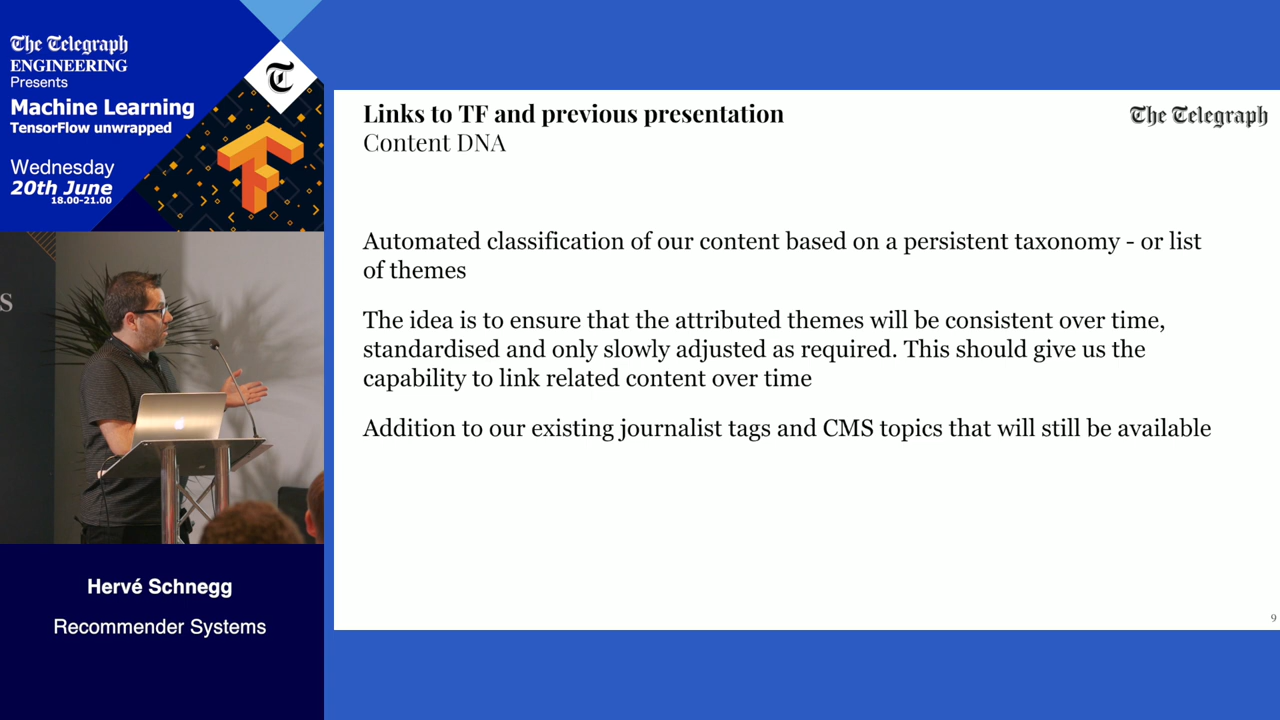 The Telegraph
ENGINEERING
Presents
Machine Learning
TensorFlow unwrapped
Wednesday
20th June
18.00-21.00
S
Hervé Schnegg
Recommender Systems
Links to TF and previous presentation
Content DNA
The Telegraph
Automated classification of our content based on a persistent taxonomy - or list
of themes
The idea is to ensure that the attributed themes will be consistent over time,
standardised and only slowly adjusted as required. This should give us the
capability to link related content over time
Addition to our existing journalist tags and CMS topics that will still be available
9